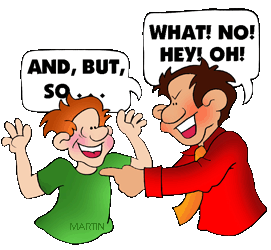 AND, BUT,
SO . . .
WHAT! NO!
HEY! OH!
MARTIN